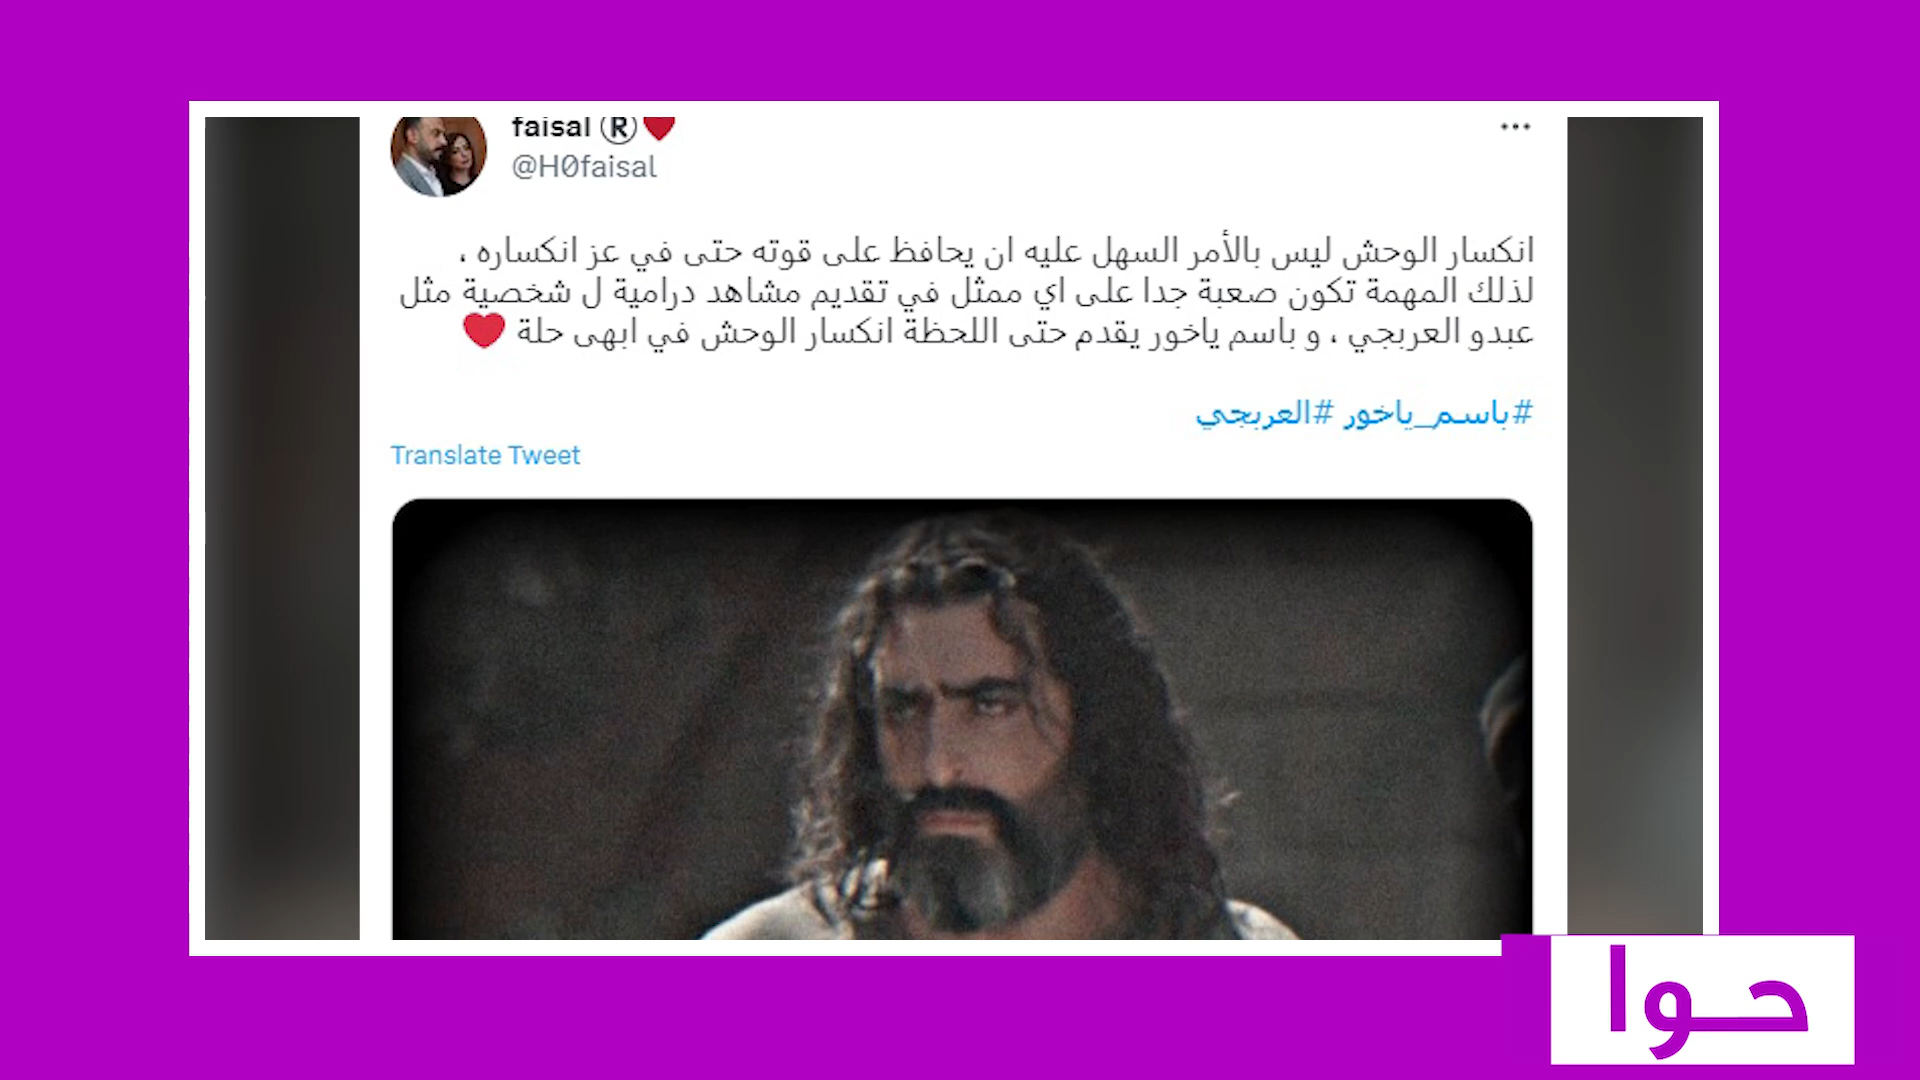 faisal ®❤️
@H0faisal
انكسار الوحش ليس بالأمر السهل عليه ان يحافظ على قوته حتى في عز انكساره ،
لذلك المهمة تكون صعبة جدا على اي ممثل في تقديم مشاهد درامية ل شخصية مثل
عبدو العربجي ، و باسم ياخور يقدم حتى اللحظة انكسار الوحش في ابهى حلة ❤️
#باسم_ياخور #العربجي
Translate Tweet
حوا